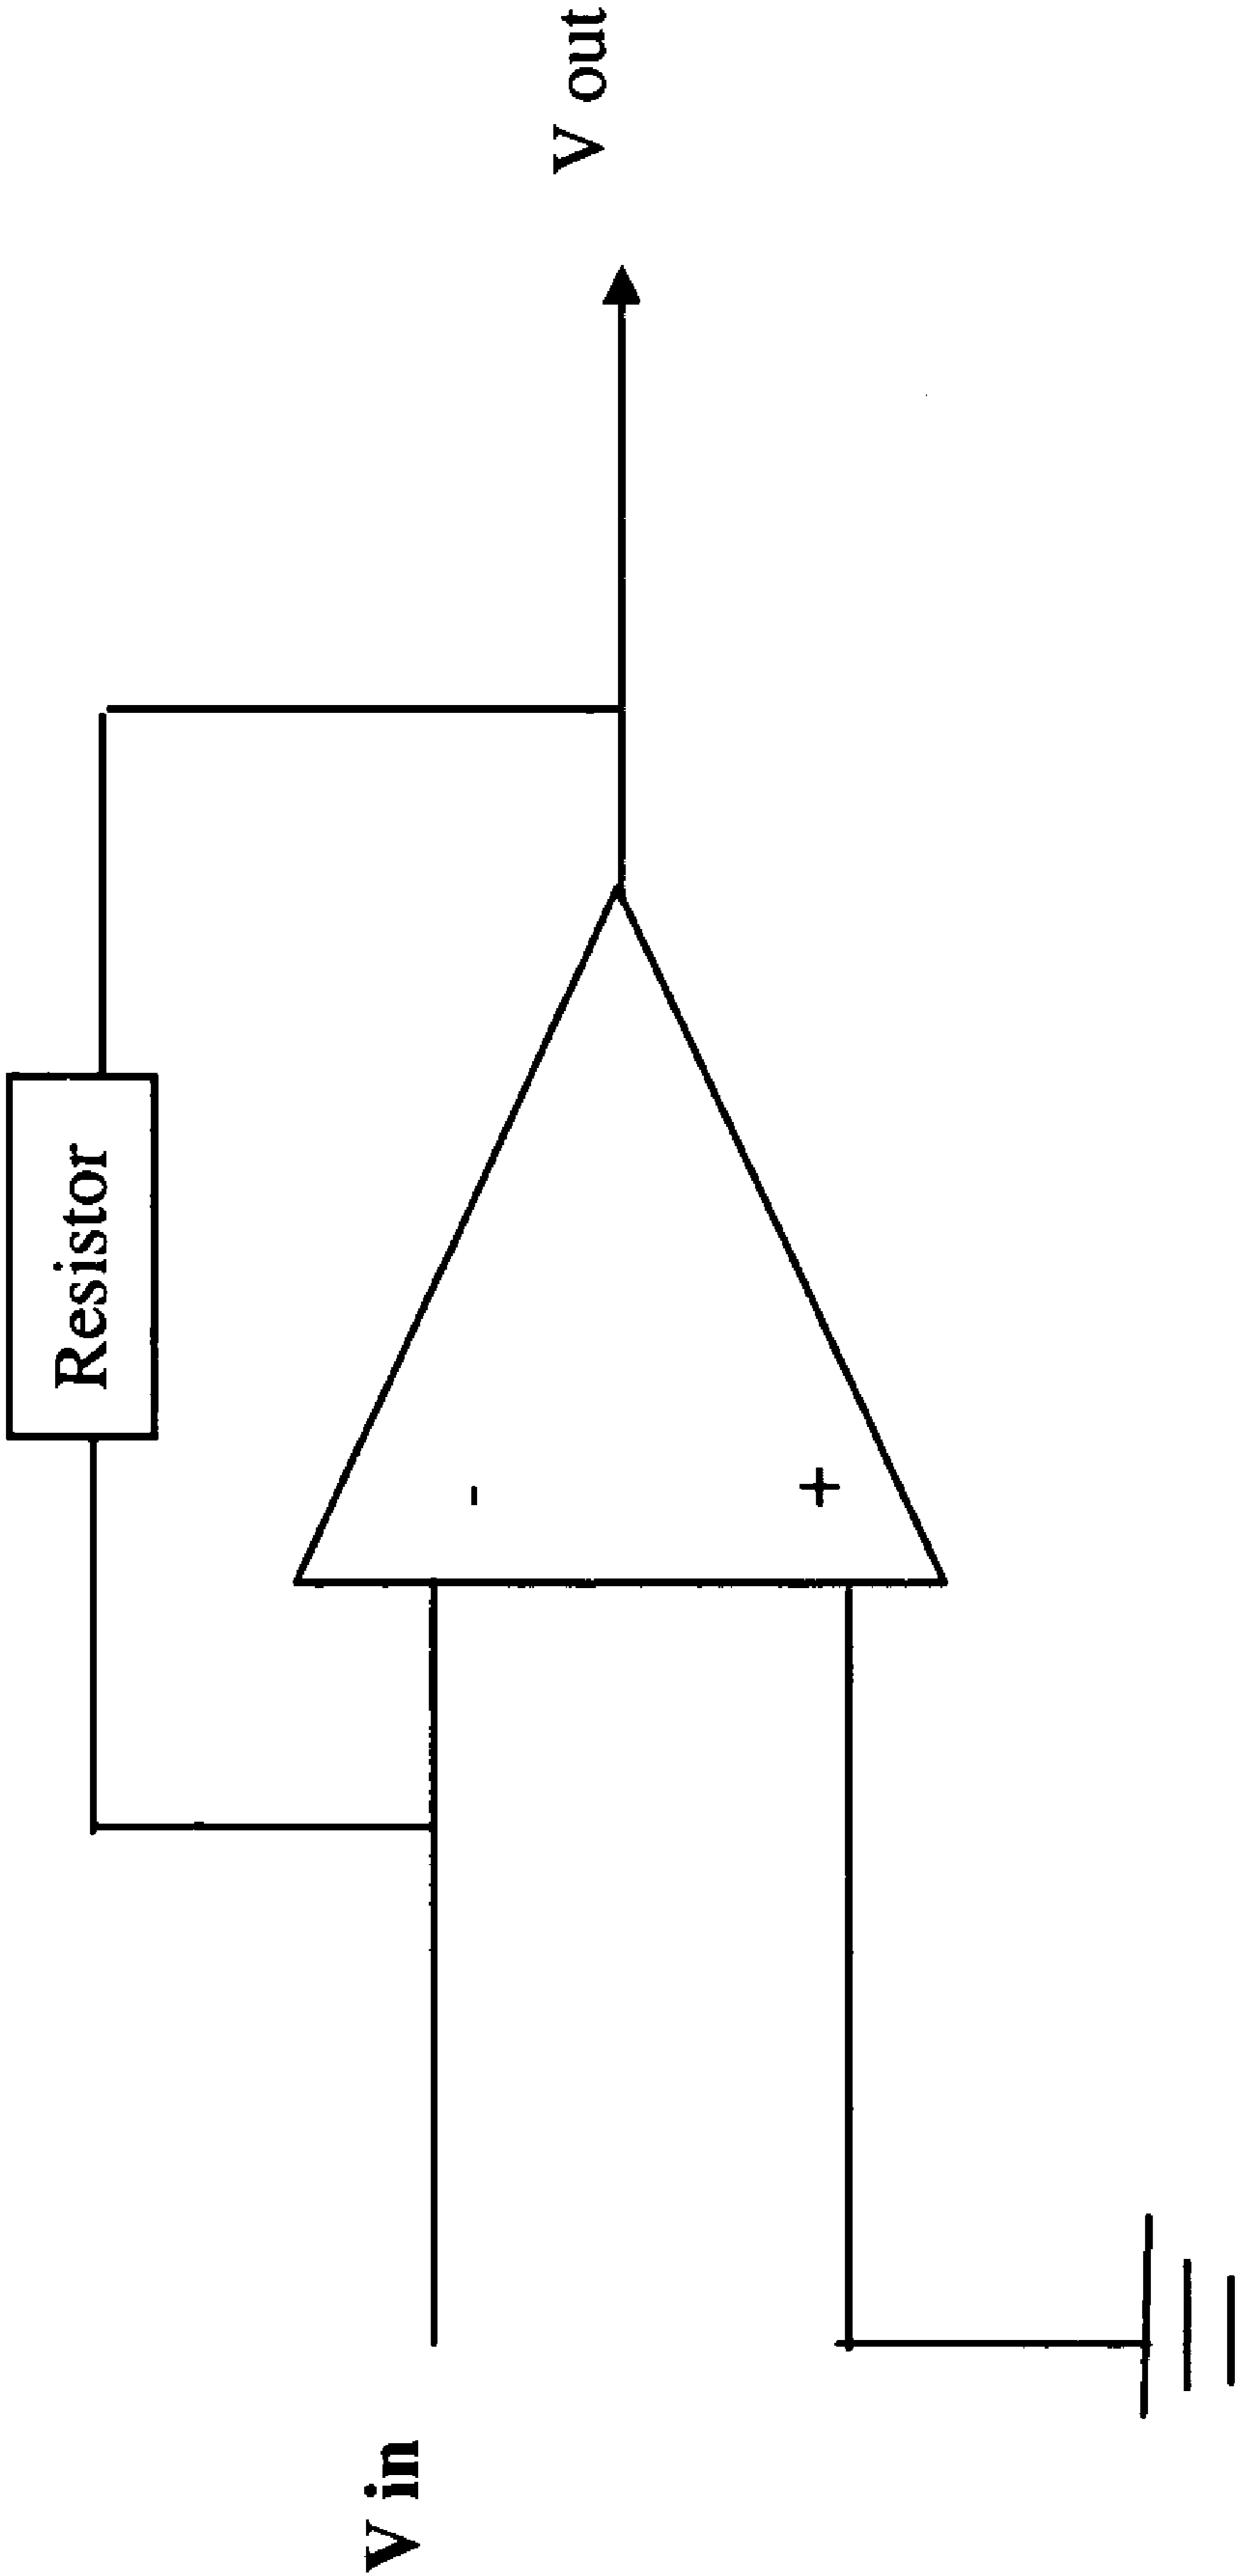 Resistor
V in
-
+
V out